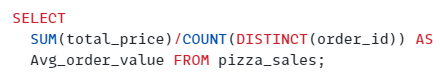 SELECT
SUM(total_price)/COUNT(DISTINCT(order_id)) AS
Avg_order_value FROM pizza_sales;